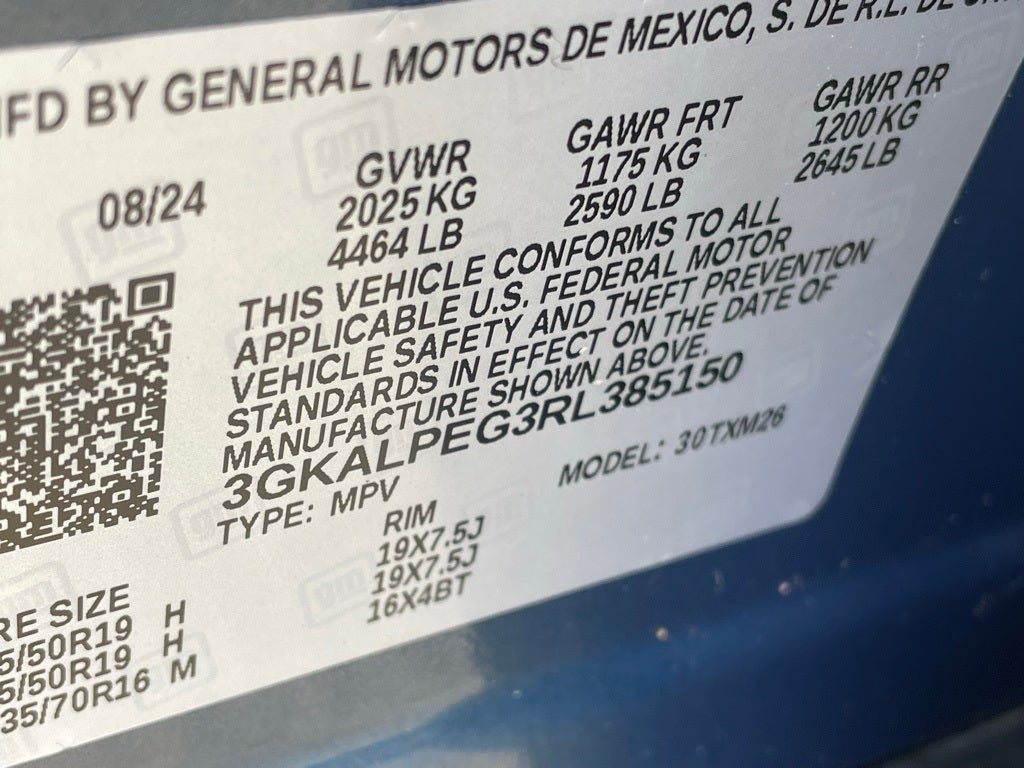 MFD BY GENERAL MOTORS DE MEXICO, S. DE R.L. DE
08/24
GVWR
2025 KG
4464 LB
GAWR FRT
1175 KG
2590 LB
GAWR RR
1200 KG
2645 LB
THIS VEHICLE CONFORMS TO ALL
APPLICABLE U.S. FEDERAL MOTOR
VEHICLE SAFETY AND THEFT PREVENTION
STANDARDS IN EFFECT ON THE DATE OF
MANUFACTURE SHOWN ABOVE.
3GKALPEG3RL385150
TYPE: MPV MODEL: 30TXM26
RE SIZE RIM
5/50R19 H 19X7.5J
5/50R19 H 19X7.5J
35/70R16 M 16X4BT